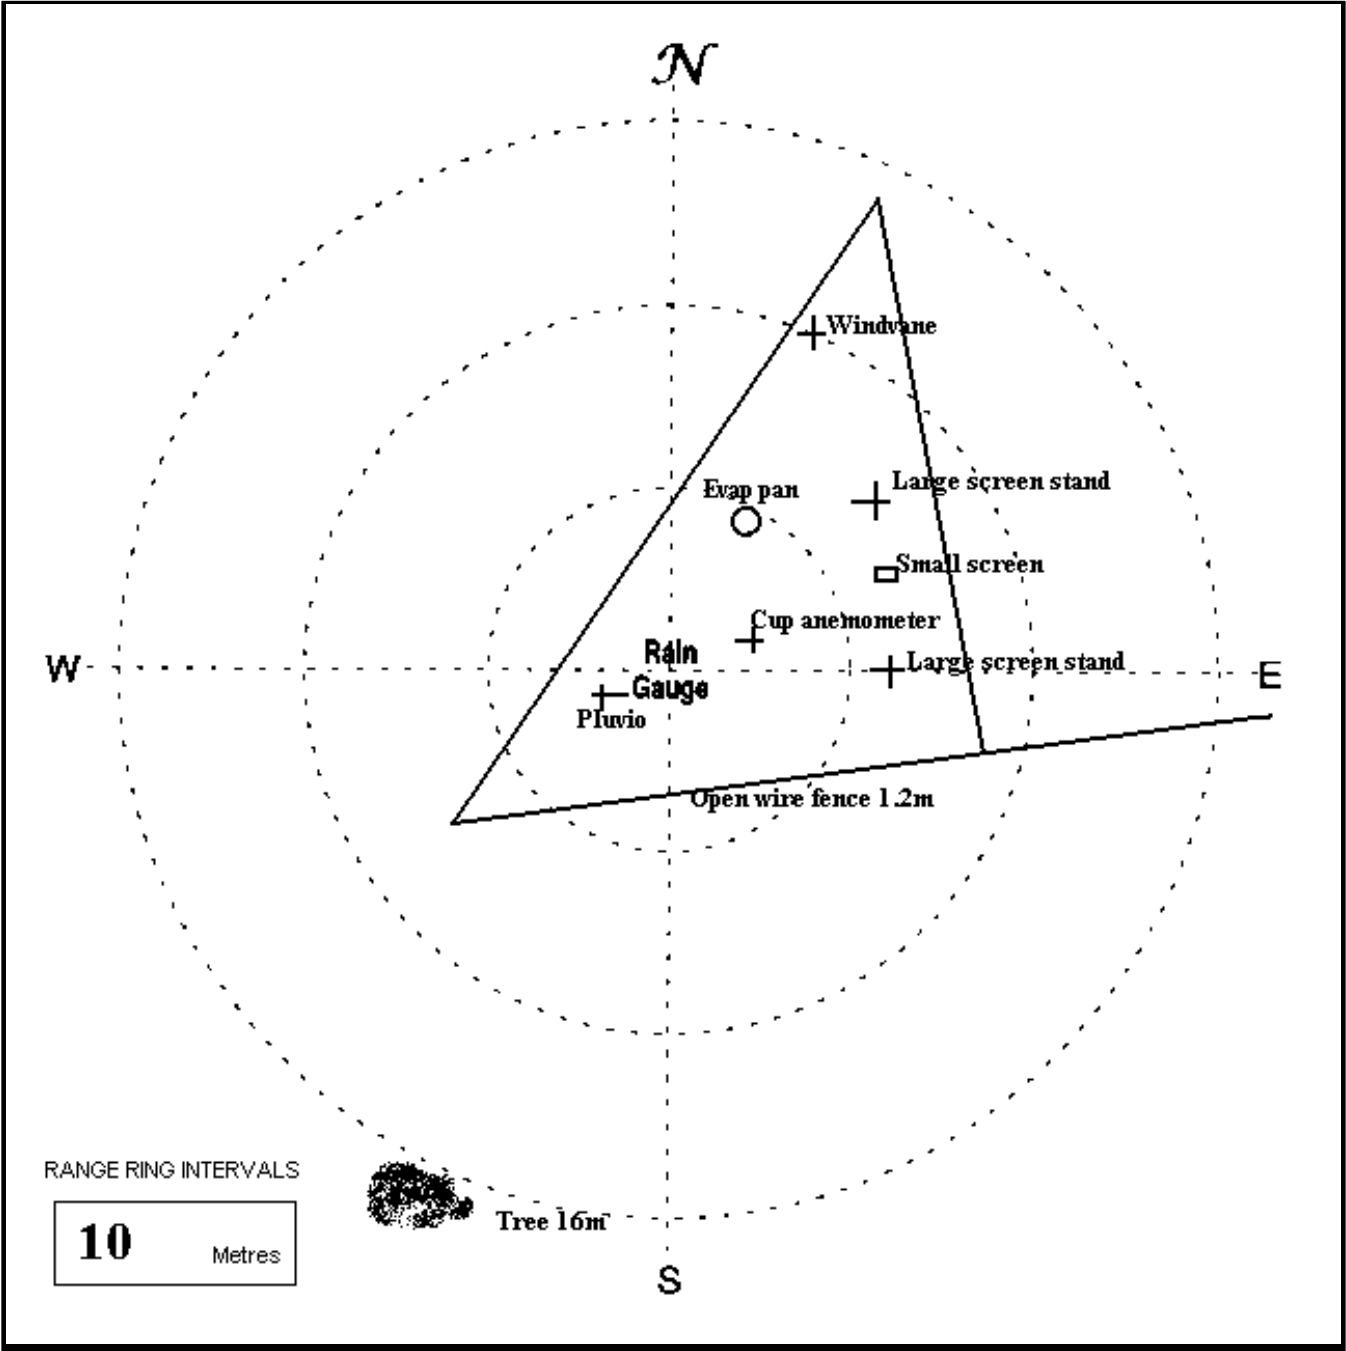 N
Windvane
Large screen stand
Evap pan
Small screen
Cup anemometer
Rain
Gauge
W
Large screen stand
E
Pluvio
Open wire fence 1.2m
RANGE RING INTERVALS
10 Metres
Tree 16m
S